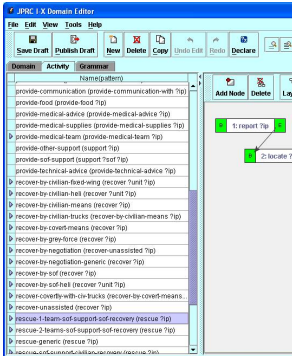 JPRC I-X Domain Editor
File Edit View Tools Help
Save Draft Publish Draft New Delete Copy Undo Edit Redo Declare
Domain Activity Grammar
Name(pattern)
provide-communication (provide-communication-with ?ip)
provide-food (provide-food ?ip)
provide-medical-advice (provide-medical-advice ?ip)
provide-medical-supplies (provide-medical-supplies ?ip)
provide-medical-team (provide-medical-team ?ip)
provide-other-support (support ?ip)
provide-sof-support (support ?sof ?ip)
provide-technical-advice (provide-technical-advice ?ip)
recover-by-civilian-fixed-wing (recover ?unit ?ip)
recover-by-civilian-heli (recover ?unit ?ip)
recover-by-civilian-means (recover ?ip)
recover-by-civilian-trucks (recover-by-civilian-means ?ip)
recover-by-covert-means (recover ?ip)
recover-by-grey-force (recover ?ip)
recover-by-negotiation (recover-unassisted ?ip)
recover-by-negotiation-generic (recover ?ip)
recover-by-sof (recover ?ip)
recover-by-sof-heli (recover ?unit ?ip)
recover-covertly-with-civ-trucks (recover-by-covert-means...
recover-unassisted (recover ?ip)
rescue-1-team-sof-support-sof-recovery (rescue ?ip)
rescue-2-teams-sof-support-sof-recovery (rescue ?ip)
rescue-generic (rescue ?ip)
rescue-sof-support-civilian-recovery (rescue ?ip)
Add Node Delete Lay
B 1: report ?ip E
B 2: locate ?